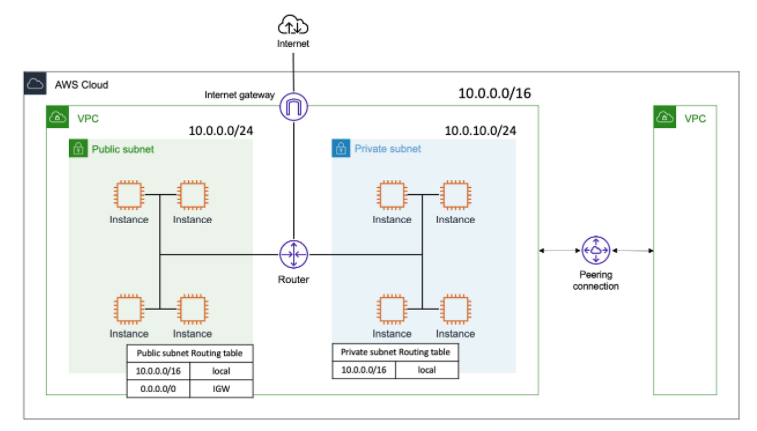 Internet
AWS Cloud
Internet gateway
10.0.0.0/16
VPC
VPC
10.0.0.0/24
10.0.10.0/24
Public subnet
Private subnet
Instance
Instance
Instance
Instance
Router
Peering
connection
Instance
Instance
Instance
Instance
Public subnet Routing table
10.0.0.0/16 local
0.0.0.0/0 IGW
Private subnet Routing table
10.0.0.0/16 local